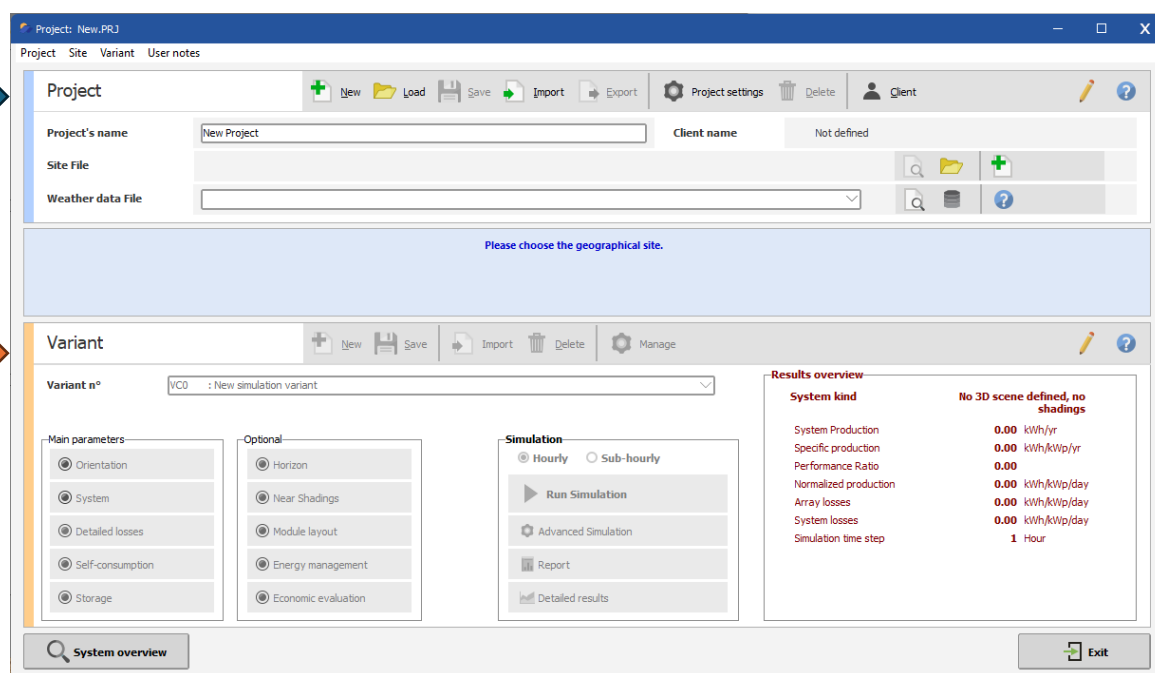 Project: New.PRJ
Project Site Variant User notes
Project New Load Save Import Export Project settings Delete Client
Project's name New Project Client name Not defined
Site File
Weather data File
Please choose the geographical site.
Variant New Save Import Delete Manage
Variant n° VC0 : New simulation variant
Results overview
System kind No 3D scene defined, no
shadings
System Production 0.00 kWh/yr
Specific production 0.00 kWh/kWp/yr
Performance Ratio 0.00
Normalized production 0.00 kWh/kWp/day
Array losses 0.00 kWh/kWp/day
System losses 0.00 kWh/kWp/day
Simulation time step 1 Hour
Main parameters
Orientation
System
Detailed losses
Self-consumption
Storage
Optional
Horizon
Near Shadings
Module layout
Energy management
Economic evaluation
Simulation
Hourly Sub-hourly
Run Simulation
Advanced Simulation
Report
Detailed results
System overview Exit